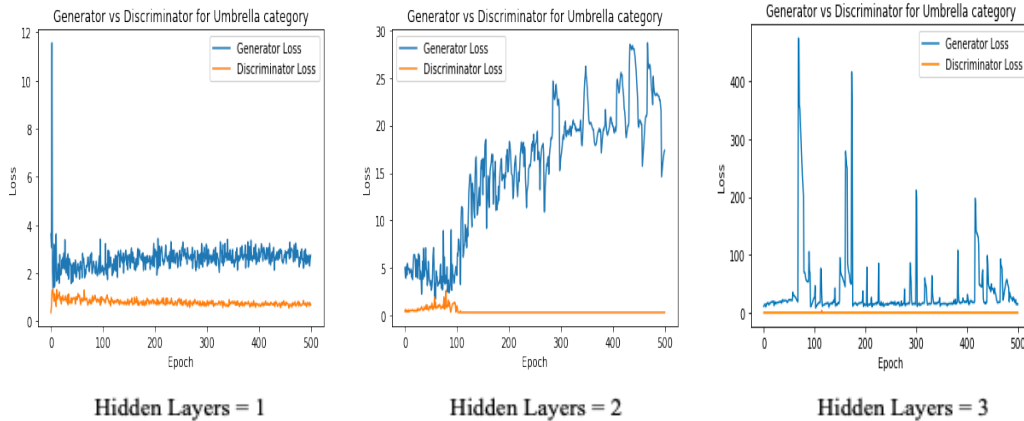 Generator vs Discriminator for Umbrella category
12
10
8
6
4
2
0
Loss
Generator Loss
Discriminator Loss
0 100 200 300 400 500
Epoch
Hidden Layers = 1
Generator vs Discriminator for Umbrella category
30
25
20
15
10
5
0
Loss
Generator Loss
Discriminator Loss
0 100 200 300 400 500
Epoch
Hidden Layers = 2
Generator vs Discriminator for Umbrella category
400
300
200
100
0
Loss
Generator Loss
Discriminator Loss
0 100 200 300 400 500
Epoch
Hidden Layers = 3